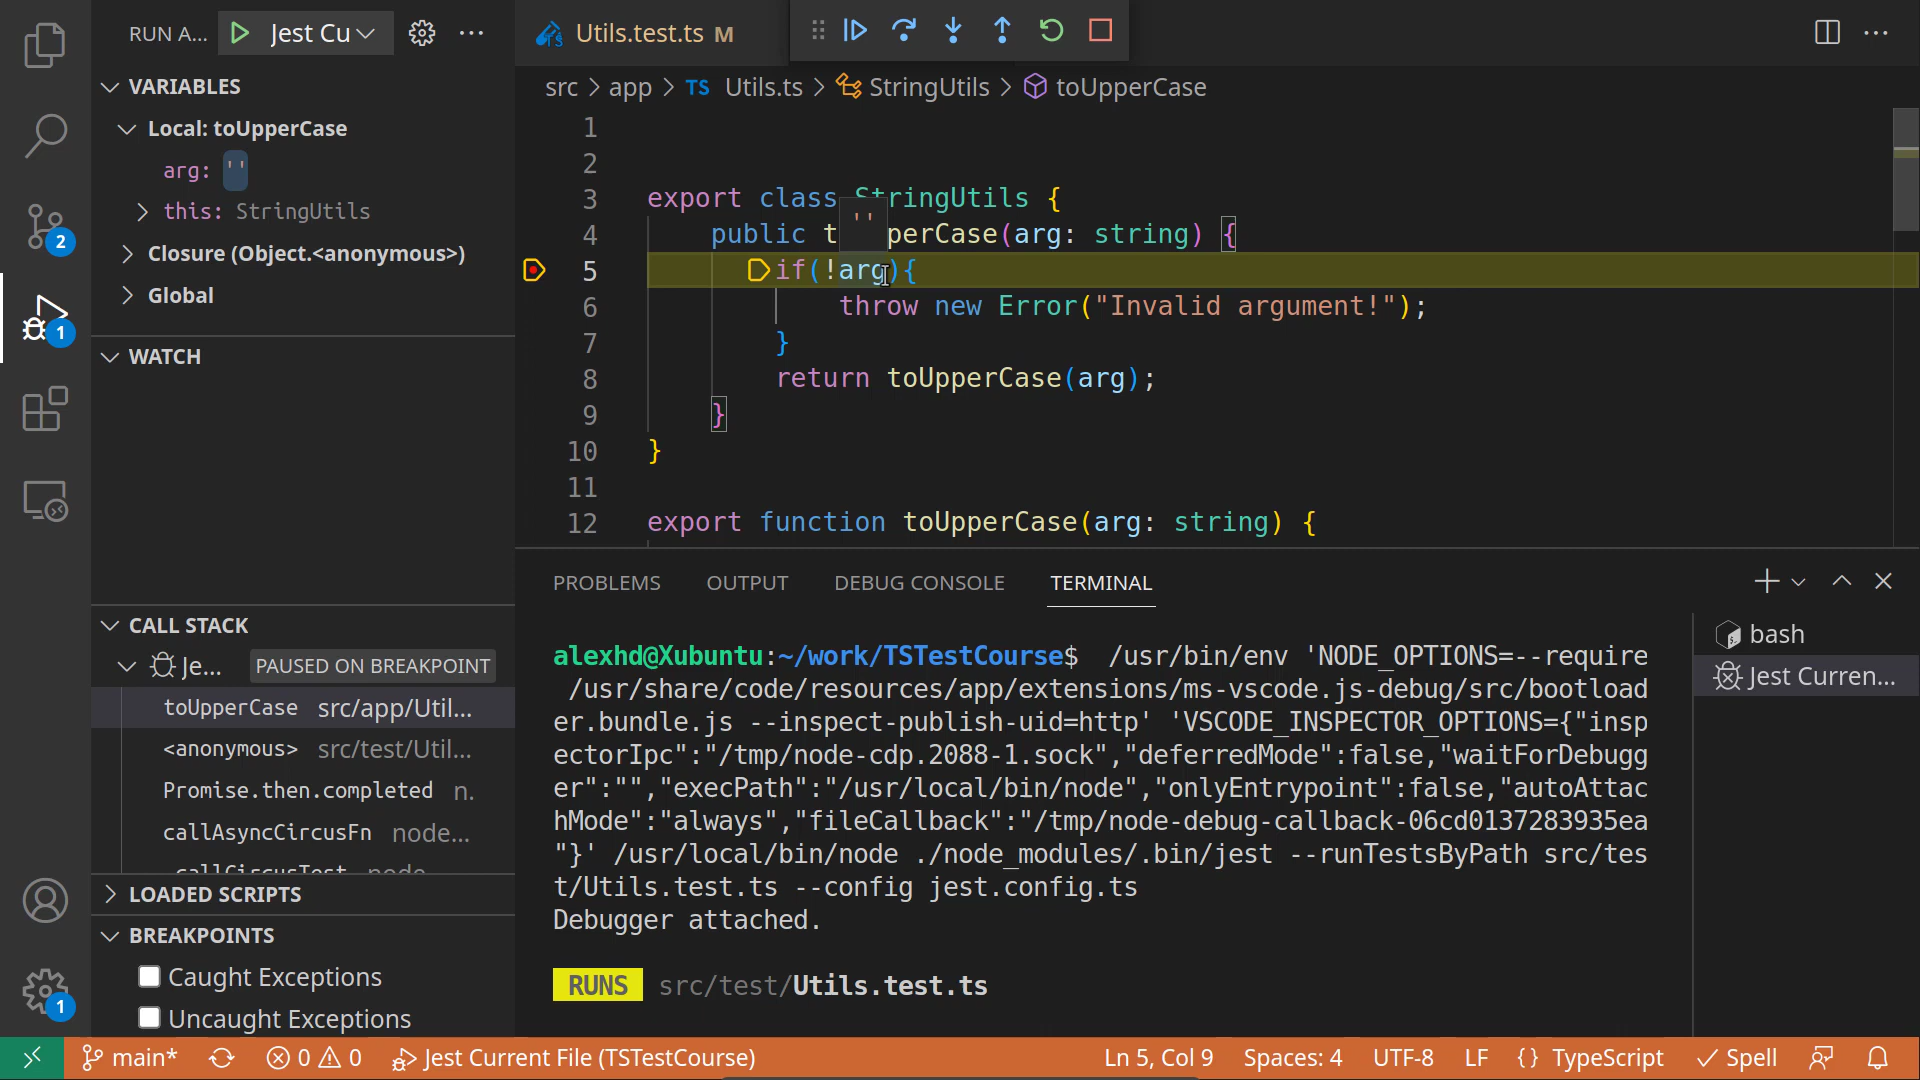 RUN A... Jest Cu
Utils.test.ts M
VARIABLES
Local: toUpperCase
arg: ''
this: StringUtils
Closure (Object.<anonymous>)
Global
WATCH
CALL STACK
Je... PAUSED ON BREAKPOINT
toUpperCase src/app/Util...
<anonymous> src/test/Util...
Promise.then.completed n.
callAsyncCircusFn node...
LOADED SCRIPTS
BREAKPOINTS
Caught Exceptions
Uncaught Exceptions
2
1
1
src > app > TS Utils.ts > StringUtils > toUpperCase
1
2
3 export class StringUtils {
''
4 public t perCase(arg: string) {
5 if(!arg){
6 throw new Error("Invalid argument!");
7 }
8 return toUpperCase(arg);
9 }
10 }
11
12 export function toUpperCase(arg: string) {
PROBLEMS OUTPUT DEBUG CONSOLE TERMINAL
alexhd@Xubuntu:~/work/TSTestCourse$ /usr/bin/env 'NODE_OPTIONS=--require
/usr/share/code/resources/app/extensions/ms-vscode.js-debug/src/bootload
er.bundle.js --inspect-publish-uid=http' 'VSCODE_INSPECTOR_OPTIONS={"insp
ectorIpc":"/tmp/node-cdp.2088-1.sock","deferredMode":false,"waitForDebugg
er":"","execPath":"/usr/local/bin/node","onlyEntrypoint":false,"autoAttac
hMode":"always","fileCallback":"/tmp/node-debug-callback-06cd0137283935ea
"}' /usr/local/bin/node ./node_modules/.bin/jest --runTestsByPath src/tes
t/Utils.test.ts --config jest.config.ts
Debugger attached.
RUNS src/test/Utils.test.ts
bash
Jest Curren...
main* 0 0 Jest Current File (TSTestCourse) Ln 5, Col 9 Spaces: 4 UTF-8 LF {} TypeScript Spell